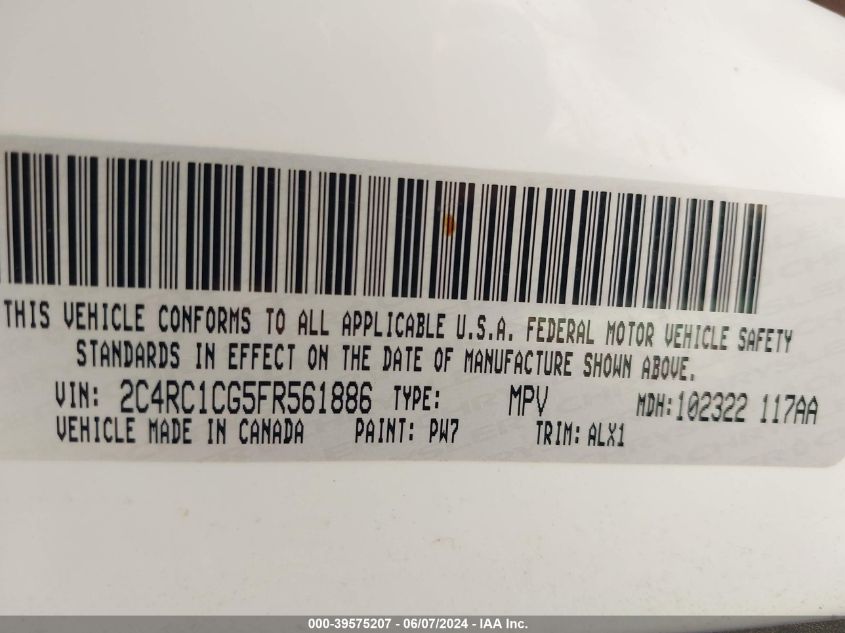 THIS VEHICLE CONFORMS TO ALL APPLICABLE U.S.A. FEDERAL MOTOR VEHICLE SAFETY
STANDARDS IN EFFECT ON THE DATE OF MANUFACTURE SHOWN ABOVE.
VIN: 2C4RC1CG5FR561886 TYPE: MPV MDH:102322 117AA
VEHICLE MADE IN CANADA PAINT: PW7 TRIM: ALX1
000-39575207 - 06/07/2024 - IAA Inc.